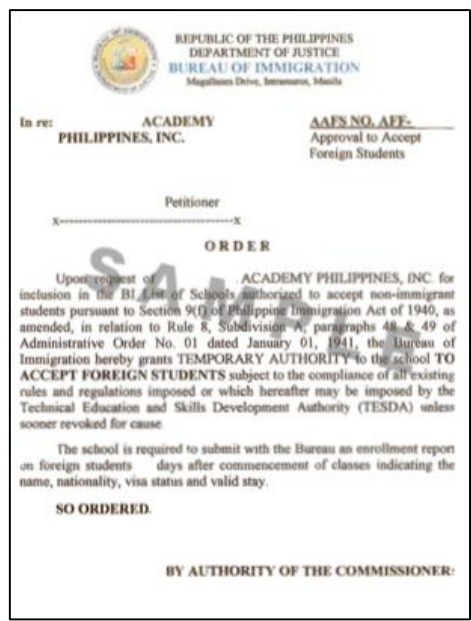 REPUBLIC OF THE PHILIPPINES
DEPARTMENT OF JUSTICE
BUREAU OF IMMIGRATION
Magallanes Drive, Intramuros, Manila
In re: ACADEMY
PHILIPPINES, INC.
AAFS NO. AFF-
Approval to Accept
Foreign Students
Petitioner
x-----------------------------------x
O R D E R
Upon request of ACADEMY PHILIPPINES, INC. for
inclusion in the BI List of Schools authorized to accept non-immigrant
students pursuant to Section 9(f) of Philippine Immigration Act of 1940, as
amended, in relation to Rule 8, Subdivision A, paragraphs 48 & 49 of
Administrative Order No. 01 dated January 01, 1941, the Bureau of
Immigration hereby grants TEMPORARY AUTHORITY to the school TO
ACCEPT FOREIGN STUDENTS subject to the compliance of all existing
rules and regulations imposed or which hereafter may be imposed by the
Technical Education and Skills Development Authority (TESDA) unless
sooner revoked for cause.
The school is required to submit with the Bureau an enrollment report
on foreign students days after commencement of classes indicating the
name, nationality, visa status and valid stay.
SO ORDERED.
BY AUTHORITY OF THE COMMISSIONER:
SAMPLE